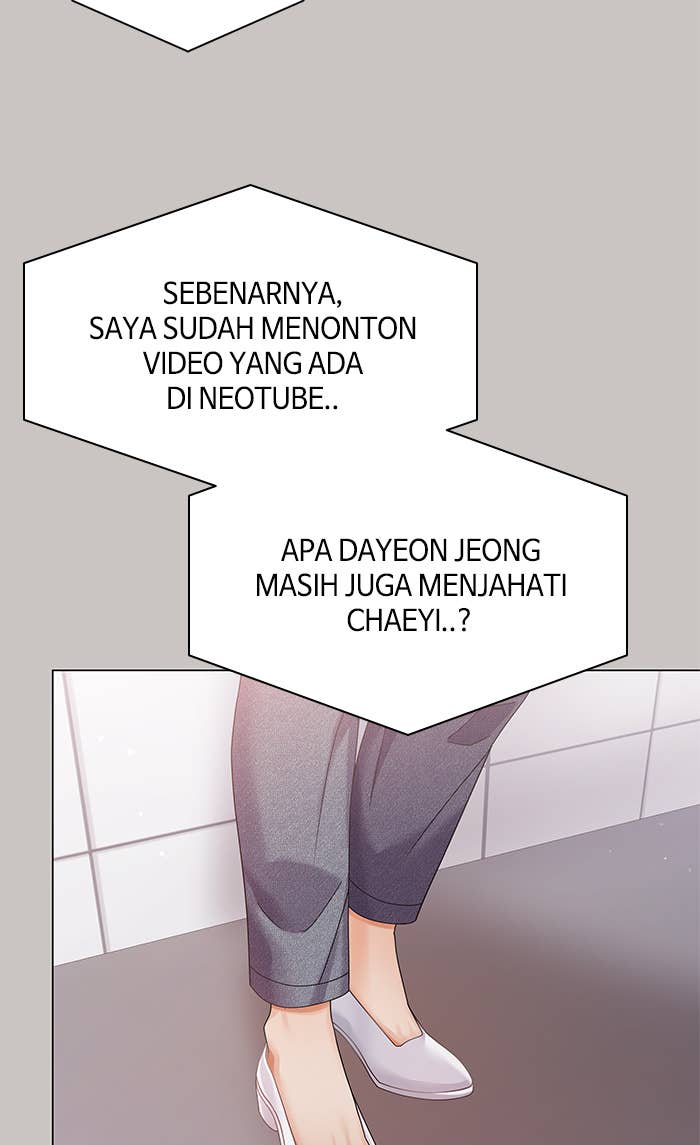 SEBENARNYA,
SAYA SUDAH MENONTON
VIDEO YANG ADA
DI NEOTUBE..
APA DAYEON JEONG
MASIH JUGA MENJAHATI
CHAEYI..?